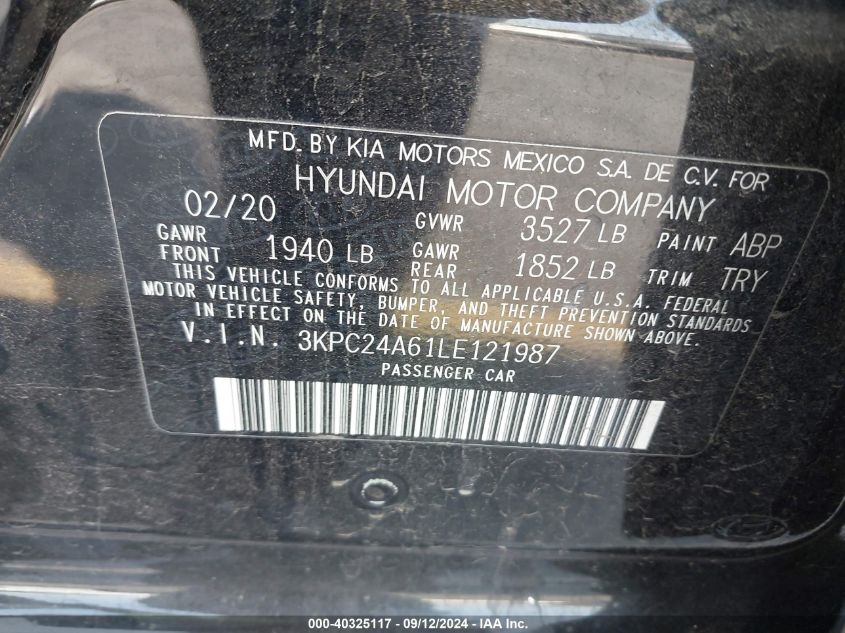 MFD. BY KIA MOTORS MEXICO S.A. DE C.V. FOR
HYUNDAI MOTOR COMPANY
02/20 GVWR 3527 LB PAINT ABP
GAWR FRONT 1940 LB GAWR REAR 1852 LB TRIM TRY
THIS VEHICLE CONFORMS TO ALL APPLICABLE U.S.A. FEDERAL
MOTOR VEHICLE SAFETY, BUMPER, AND THEFT PREVENTION STANDARDS
IN EFFECT ON THE DATE OF MANUFACTURE SHOWN ABOVE.
V.I.N. 3KPC24A61LE121987
PASSENGER CAR
000-40325117 - 09/12/2024 - IAA Inc.